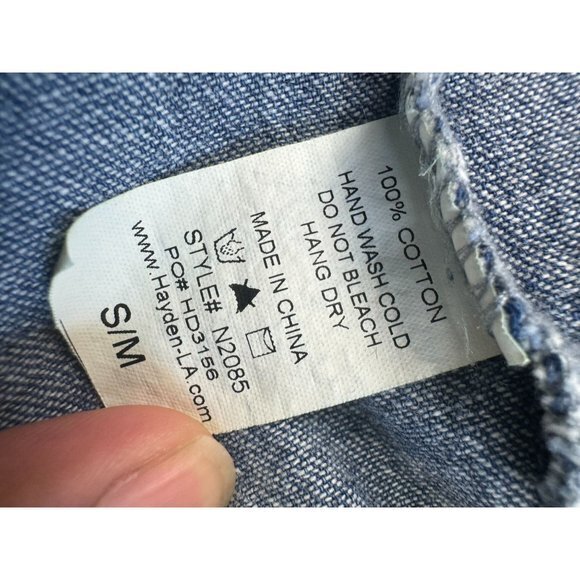 100% COTTON
HAND WASH COLD
DO NOT BLEACH
HANG DRY
MADE IN CHINA
STYLE# N2085
PO# HD3156
www.Hayden-LA.com
S/M